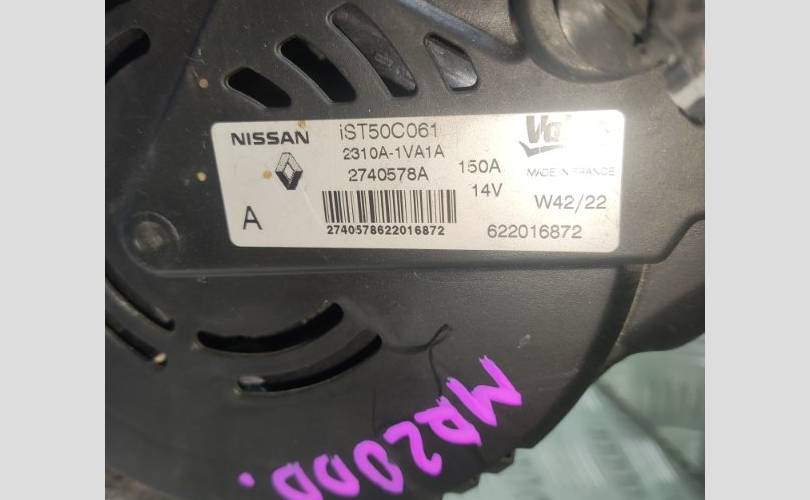 NISSAN
iST50C061
2310A-1VA1A
2740578A
150A
14V
MADE IN FRANCE
W42/22
A
2740578622016872
622016872
MR20DD.